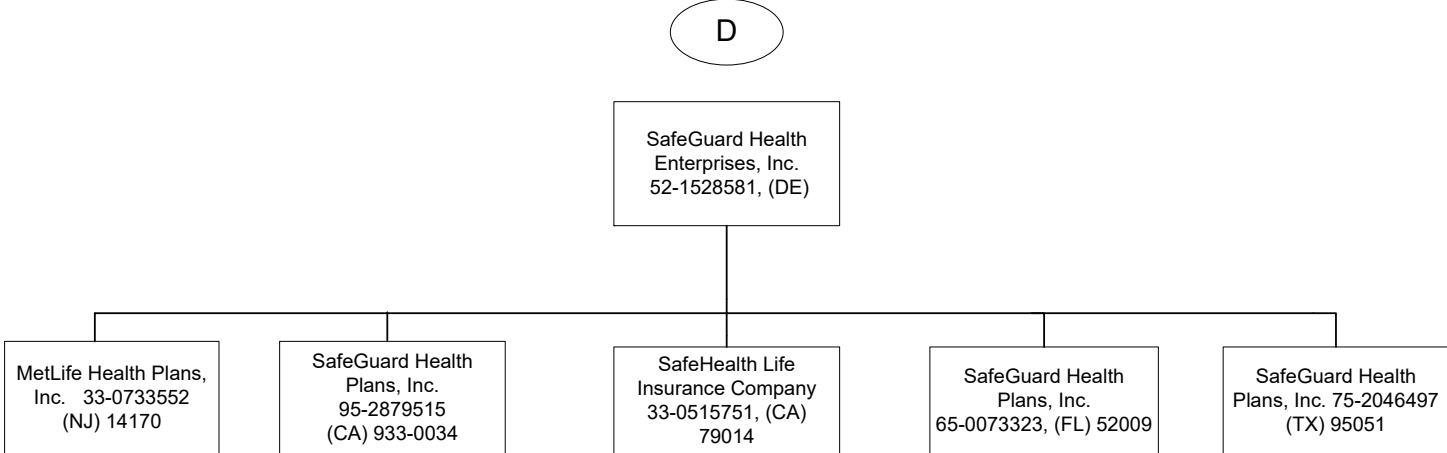 D
SafeGuard Health
Enterprises, Inc.
52-1528581, (DE)
MetLife Health Plans,
Inc. 33-0733552
(NJ) 14170
SafeGuard Health
Plans, Inc.
95-2879515
(CA) 933-0034
SafeHealth Life
Insurance Company
33-0515751, (CA)
79014
SafeGuard Health
Plans, Inc.
65-0073323, (FL) 52009
SafeGuard Health
Plans, Inc. 75-2046497
(TX) 95051